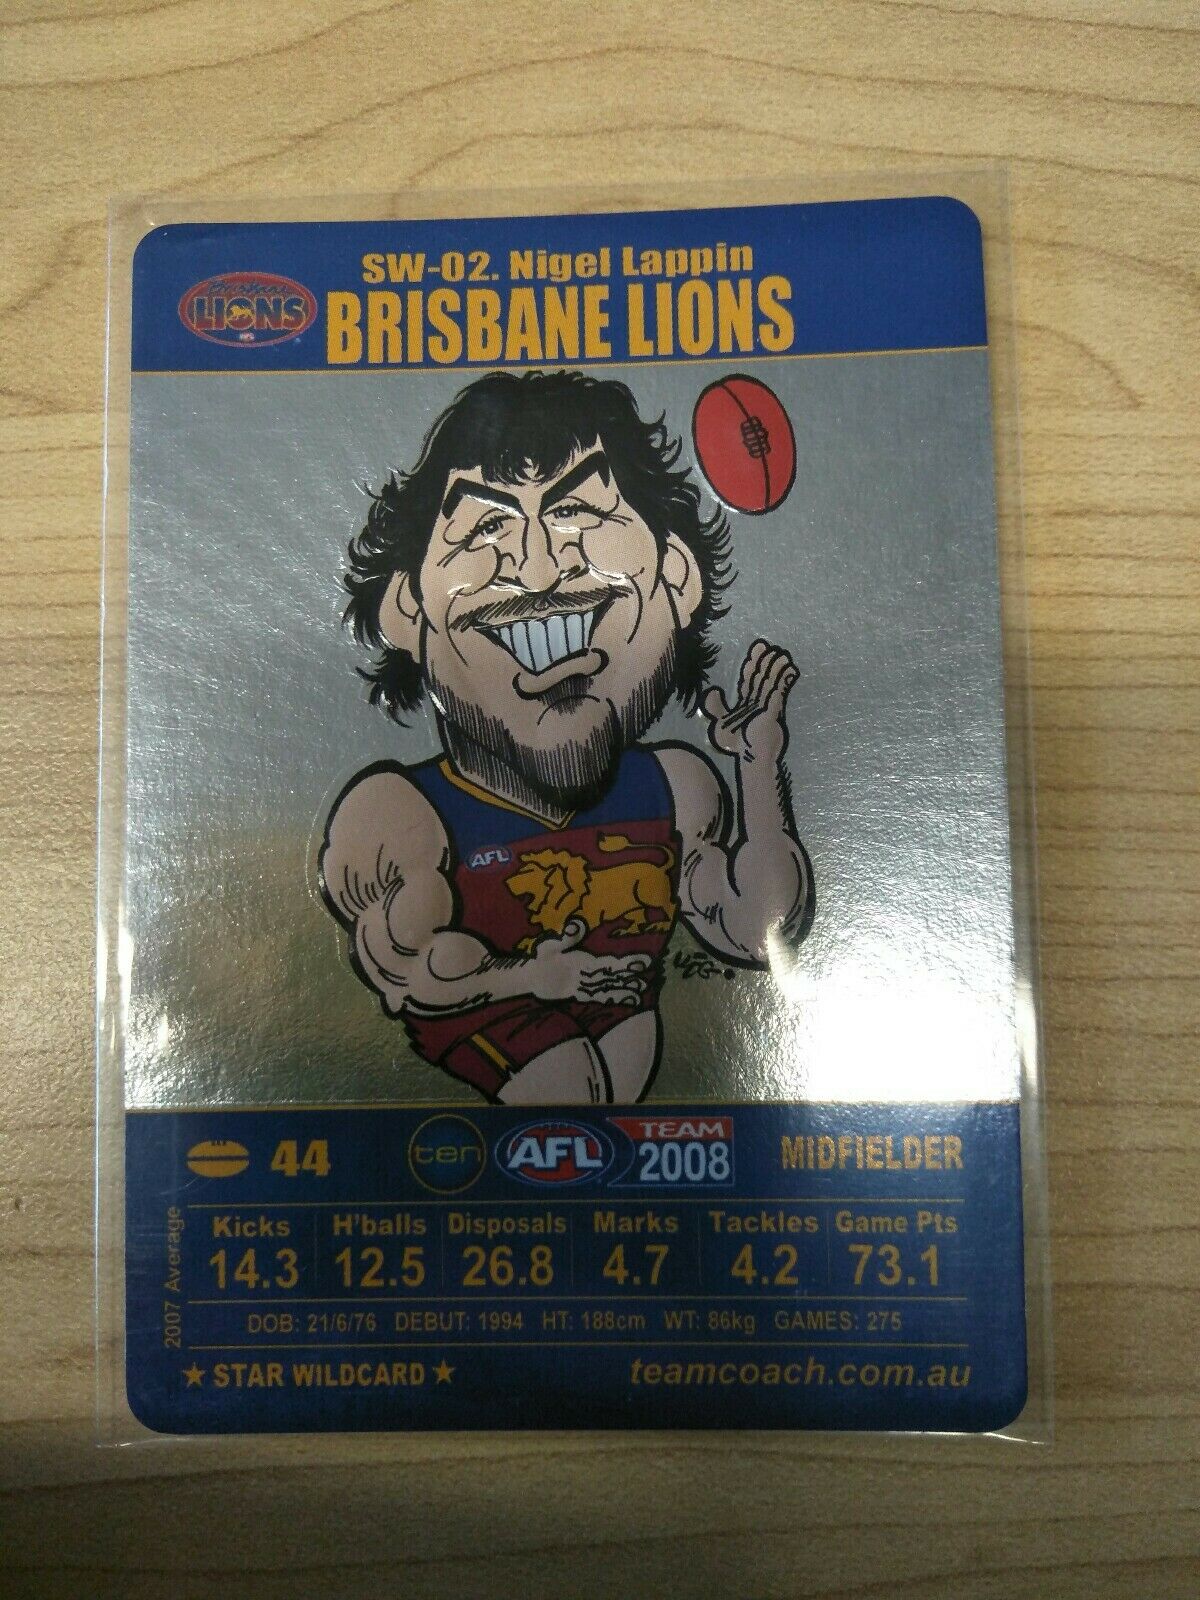 SW-02. Nigel Lappin
Brisbane
LIONS
BRISBANE LIONS
AFL
44
ten
AFL
TEAM
2008
MIDFIELDER
2007 Average
Kicks H'balls Disposals Marks Tackles Game Pts
14.3 12.5 26.8 4.7 4.2 73.1
DOB: 21/6/76 DEBUT: 1994 HT: 188cm WT: 86kg GAMES: 275
★ STAR WILDCARD ★
teamcoach.com.au